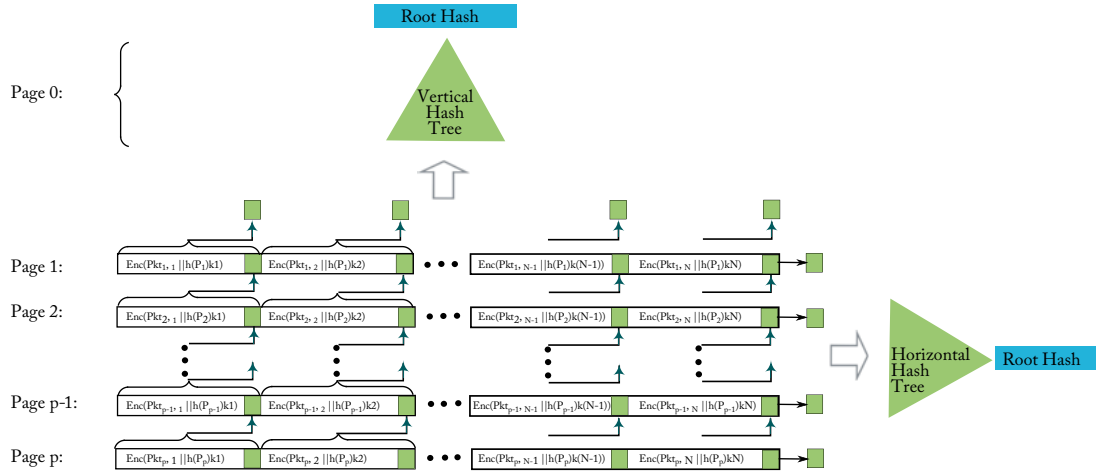 Root Hash
Page 0:
Vertical
Hash
Tree
Page 1:
Enc(Pkt1, 1 ||h(P1)k1)
Enc(Pkt1, 2 ||h(P1)k2)
Enc(Pkt1, N-1 ||h(P1)k(N-1))
Enc(Pkt1, N ||h(P1)kN)
Page 2:
Enc(Pkt2, 1 ||h(P2)k1)
Enc(Pkt2, 2 ||h(P2)k2)
Enc(Pkt2, N-1 ||h(P2)k(N-1))
Enc(Pkt2, N ||h(P2)kN)
Horizontal
Hash
Tree
Root Hash
Page p-1:
Enc(Pktp-1, 1 ||h(Pp-1)k1)
Enc(Pktp-1, 2 ||h(Pp-1)k2)
Enc(Pktp-1, N-1 ||h(Pp-1)k(N-1))
Enc(Pktp-1, N ||h(Pp-1)kN)
Page p:
Enc(Pktp, 1 ||h(Pp)k1)
Enc(Pktp, 2 ||h(Pp)k2)
Enc(Pktp, N-1 ||h(Pp)k(N-1))
Enc(Pktp, N ||h(Pp)kN)